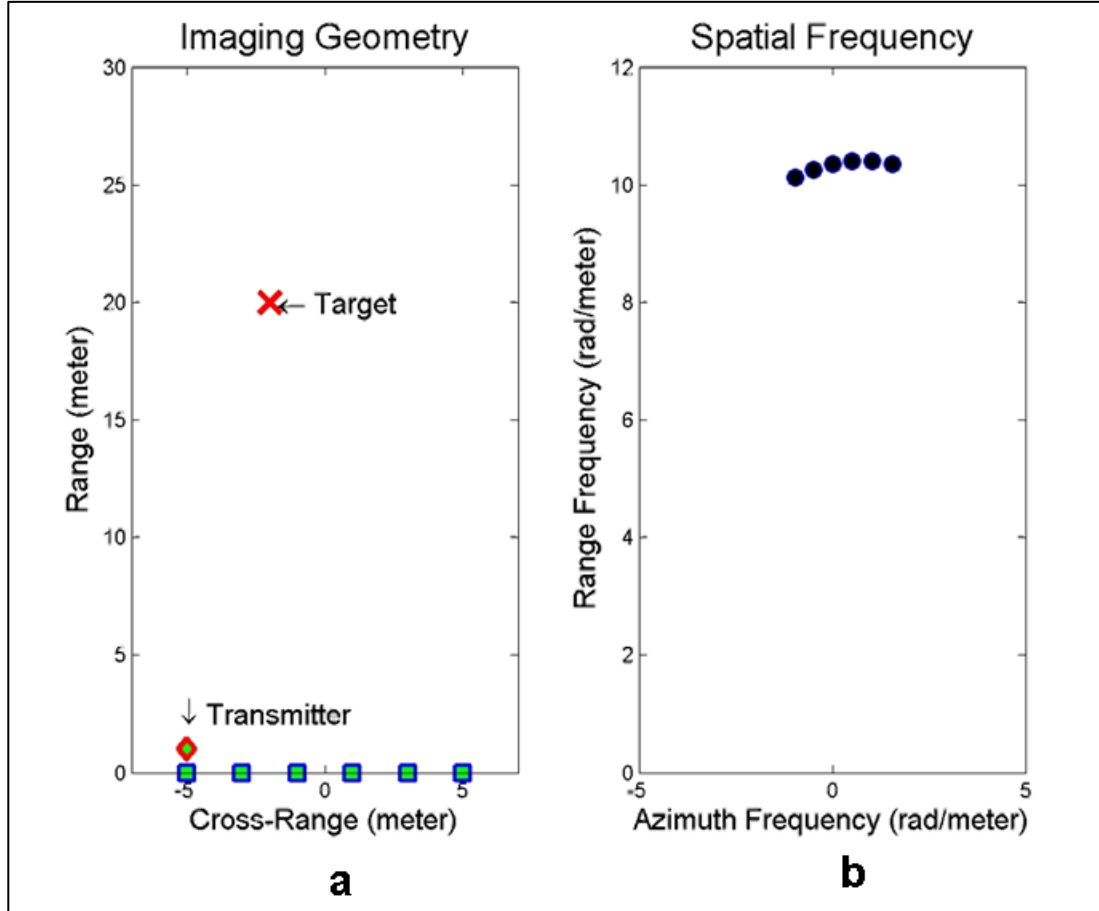 Imaging Geometry
30
25
20
15
10
5
0
-5
0
5
Range (meter)
Cross-Range (meter)
← Target
↓ Transmitter
a
Spatial Frequency
12
10
8
6
4
2
0
-5
0
5
Range Frequency (rad/meter)
Azimuth Frequency (rad/meter)
b